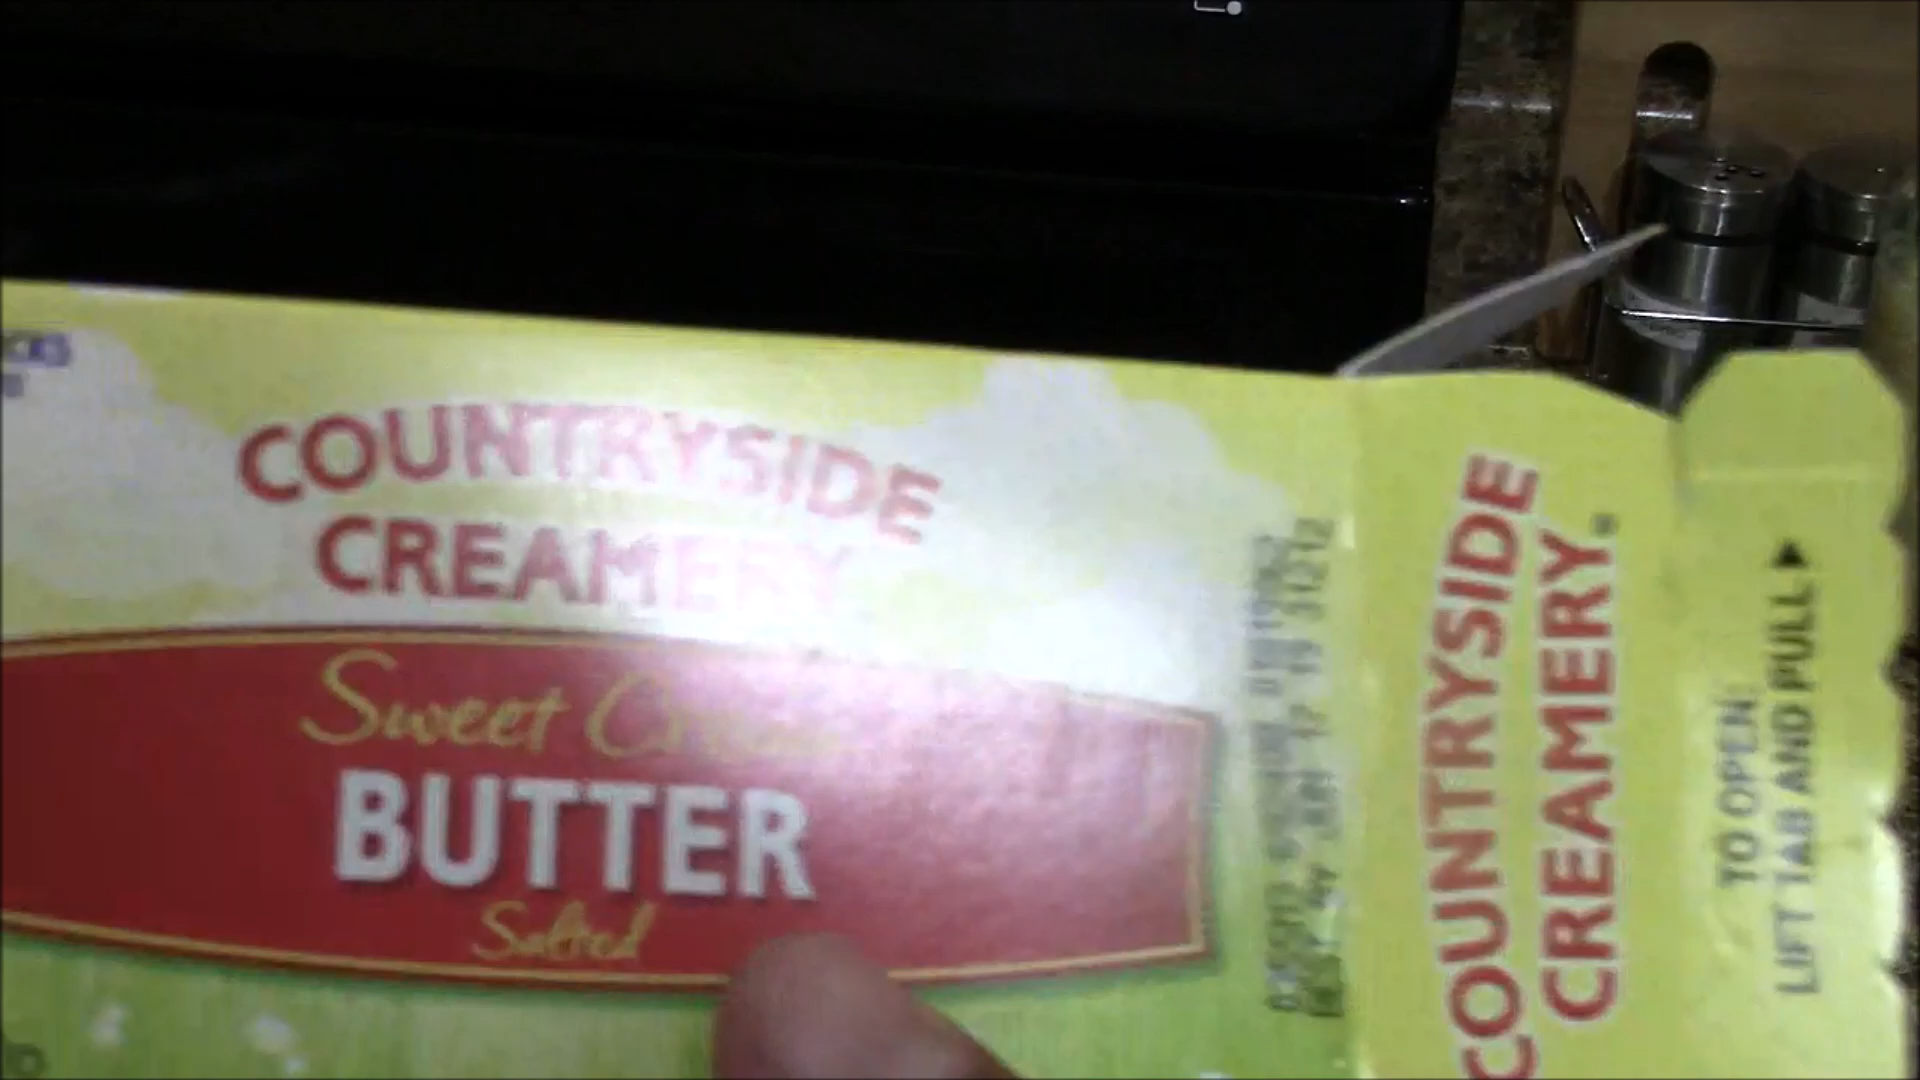 COUNTRYSIDE
CREAMERY
Sweet Cream
BUTTER
Salted
COUNTRYSIDE
CREAMERY
TO OPEN:
LIFT TAB AND PULL